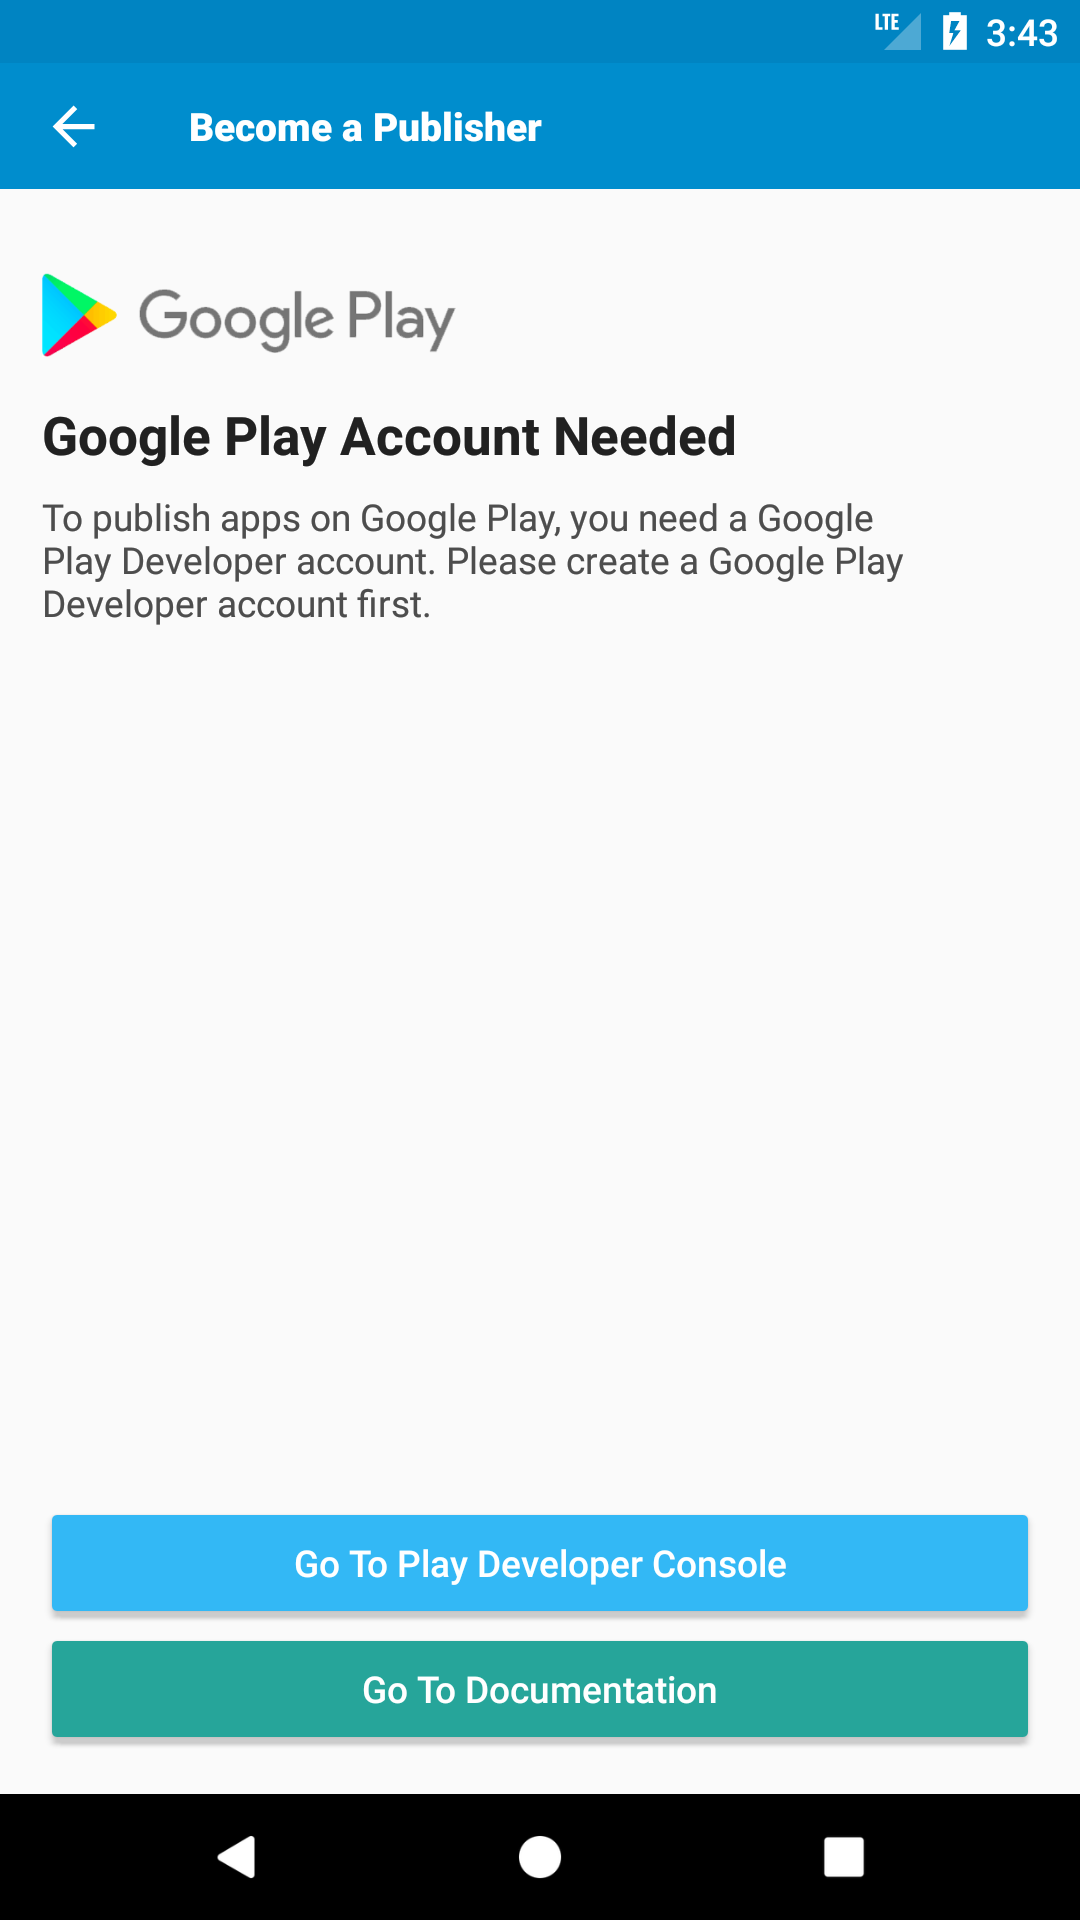 LTE 3:43
Become a Publisher
Google Play
Google Play Account Needed
To publish apps on Google Play, you need a Google
Play Developer account. Please create a Google Play
Developer account first.
Go To Play Developer Console
Go To Documentation